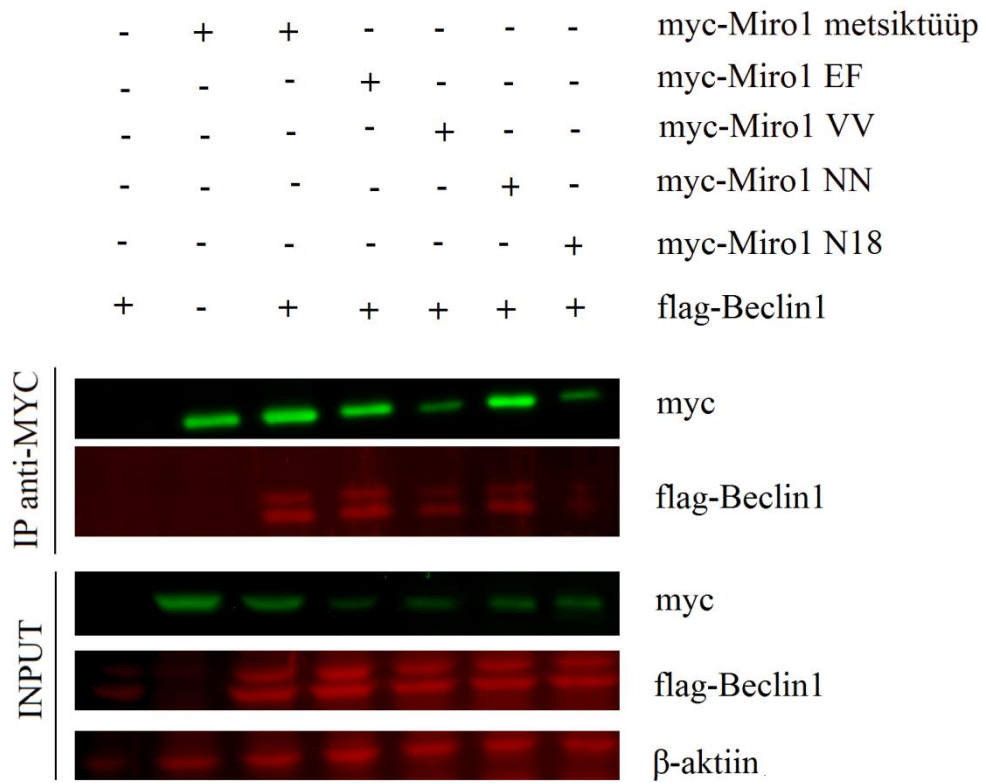 - + + - - - - myc-Miro1 metsiktüüp
- - - + - - - myc-Miro1 EF
- - - - + - - myc-Miro1 VV
- - - - - + - myc-Miro1 NN
- - - - - - + myc-Miro1 N18
+ - + + + + + flag-Beclin1
IP anti-MYC
myc
flag-Beclin1
INPUT
myc
flag-Beclin1
β-aktiin